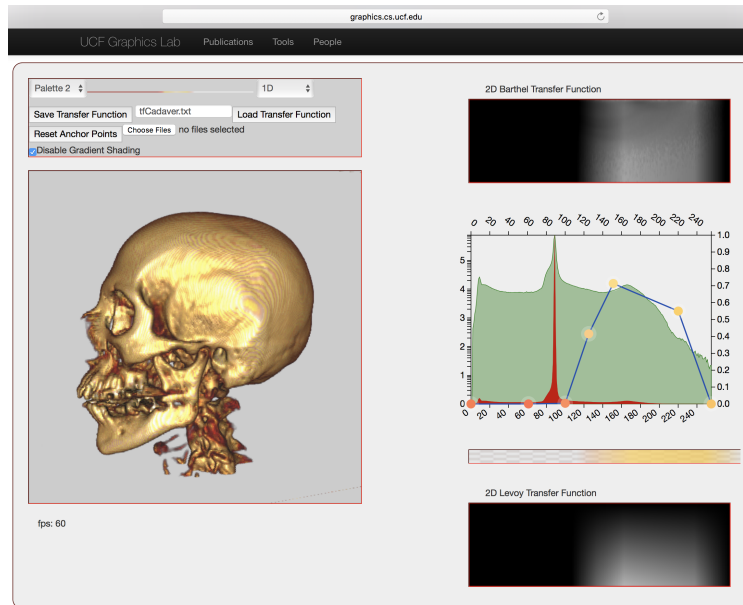 graphics.cs.ucf.edu
UCF Graphics Lab Publications Tools People
Palette 2 1D
Save Transfer Function tfCadaver.txt Load Transfer Function
Reset Anchor Points Choose Files no files selected
Disable Gradient Shading
fps: 60
2D Barthel Transfer Function
0 20 40 60 80 100 120 140 160 180 200 220 240
1.0
0.9
5 0.8
0.7
4
0.6
3 0.5
0.4
2
0.3
1 0.2
0.1
0 0.0
0 20 40 60 80 100 120 140 160 180 200 220 240
2D Levoy Transfer Function